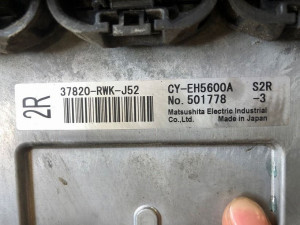 2R
37820-RWK-J52
CY-EH5600A S2R
No. 501778 -3
Matsushita Electric Industrial
Co.,Ltd. Made in Japan